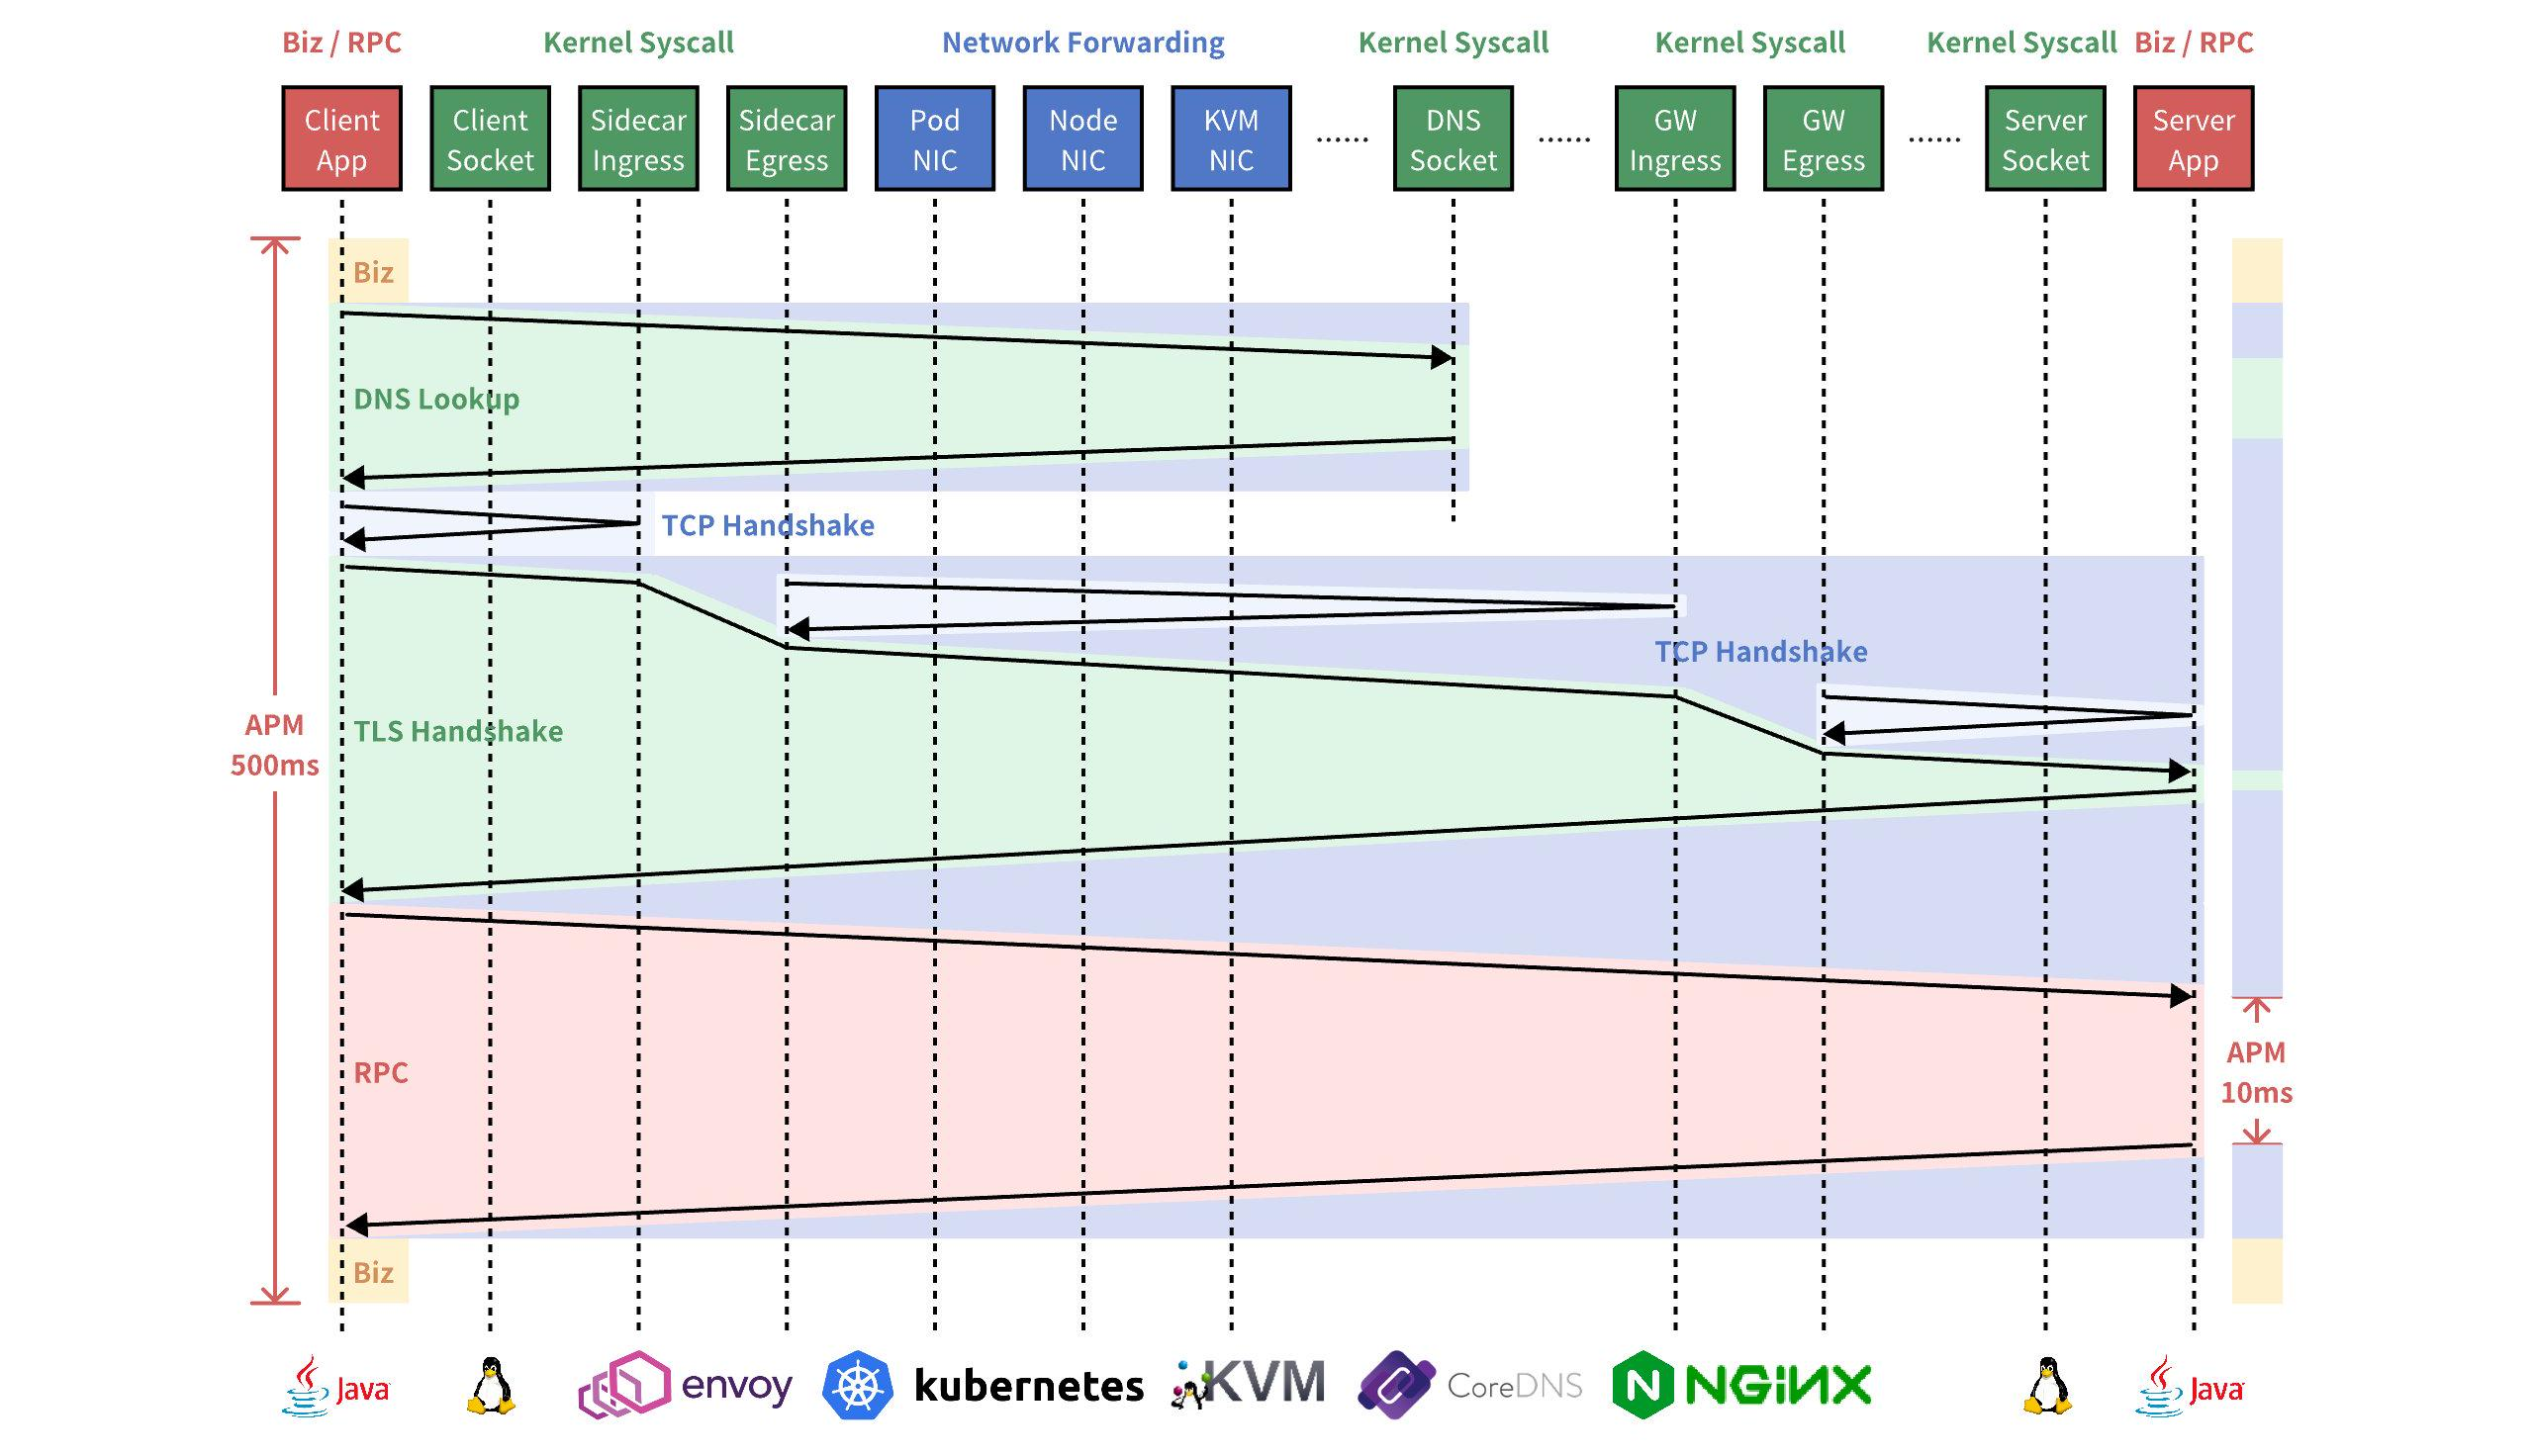 Biz / RPC
Kernel Syscall
Network Forwarding
Kernel Syscall
Kernel Syscall
Kernel Syscall
Biz / RPC
Client
App
Client
Socket
Sidecar
Ingress
Sidecar
Egress
Pod
NIC
Node
NIC
KVM
NIC
......
DNS
Socket
......
GW
Ingress
GW
Egress
......
Server
Socket
Server
App
Biz
DNS Lookup
TCP Handshake
TCP Handshake
APM
500ms
TLS Handshake
RPC
APM
10ms
Biz
Java
envoy
kubernetes
KVM
CoreDNS
N NGINX
Java